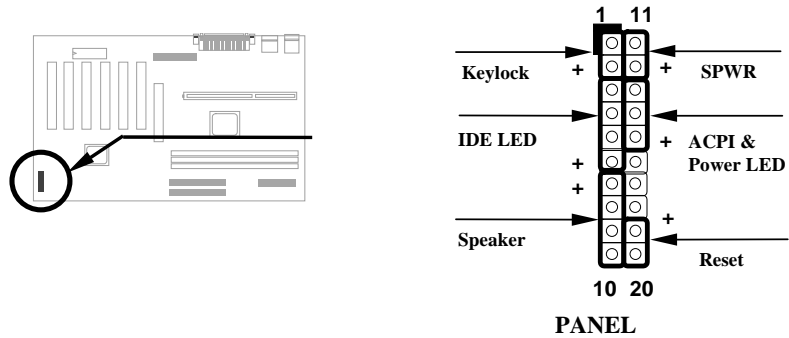 1 11
Keylock + + SPWR
IDE LED + ACPI &
+ Power LED
+
+
Speaker
Reset
10 20
PANEL